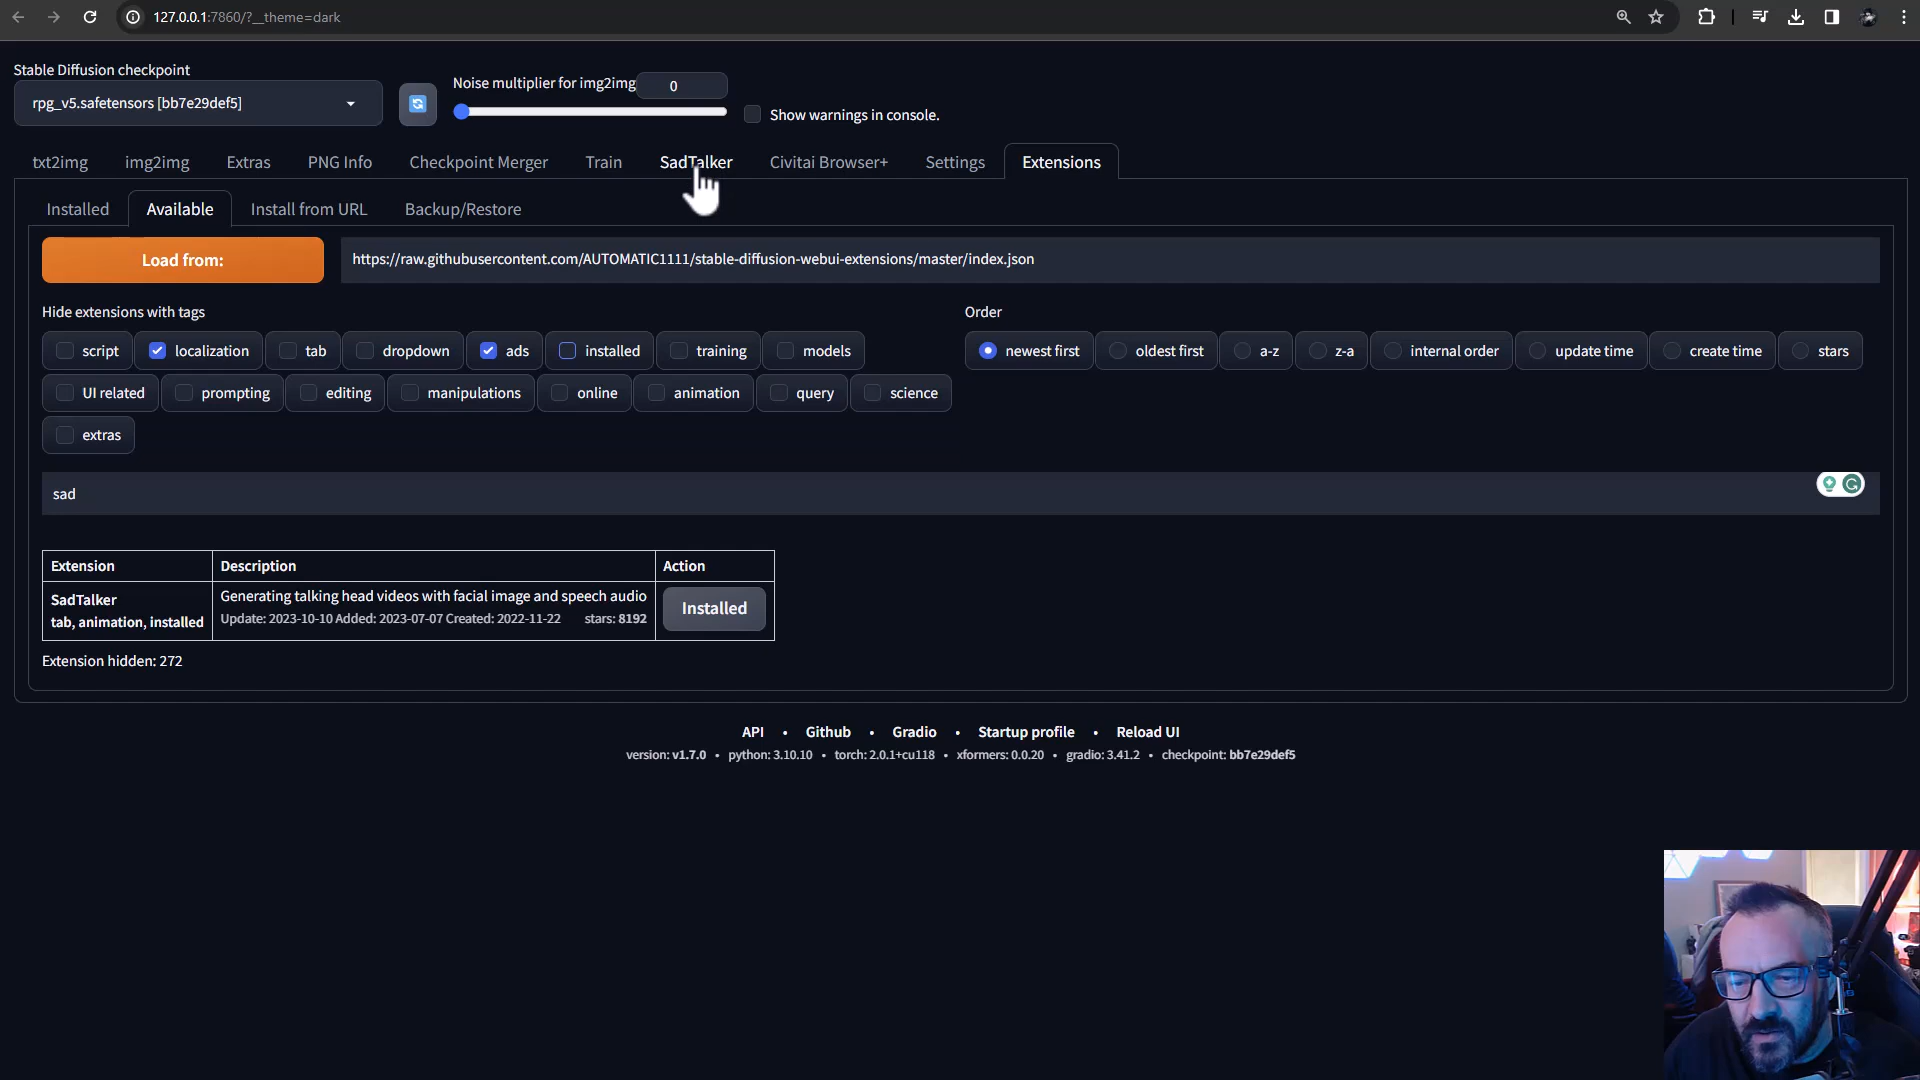 127.0.0.1:7860/?__theme=dark
Stable Diffusion checkpoint
rpg_v5.safetensors [bb7e29def5]
Noise multiplier for img2img
0
Show warnings in console.
txt2img
img2img
Extras
PNG Info
Checkpoint Merger
Train
SadTalker
Civitai Browser+
Settings
Extensions
Installed
Available
Install from URL
Backup/Restore
Load from:
https://raw.githubusercontent.com/AUTOMATIC1111/stable-diffusion-webui-extensions/master/index.json
Hide extensions with tags
Order
script
localization
tab
dropdown
ads
installed
training
models
newest first
oldest first
a-z
z-a
internal order
update time
create time
stars
UI related
prompting
editing
manipulations
online
animation
query
science
extras
sad
Extension
Description
Action
SadTalker
tab, animation, installed
Generating talking head videos with facial image and speech audio
Update: 2023-10-10 Added: 2023-07-07 Created: 2022-11-22 stars: 8192
Installed
Extension hidden: 272
API • Github • Gradio • Startup profile • Reload UI
version: v1.7.0 • python: 3.10.10 • torch: 2.0.1+cu118 • xformers: 0.0.20 • gradio: 3.41.2 • checkpoint: bb7e29def5